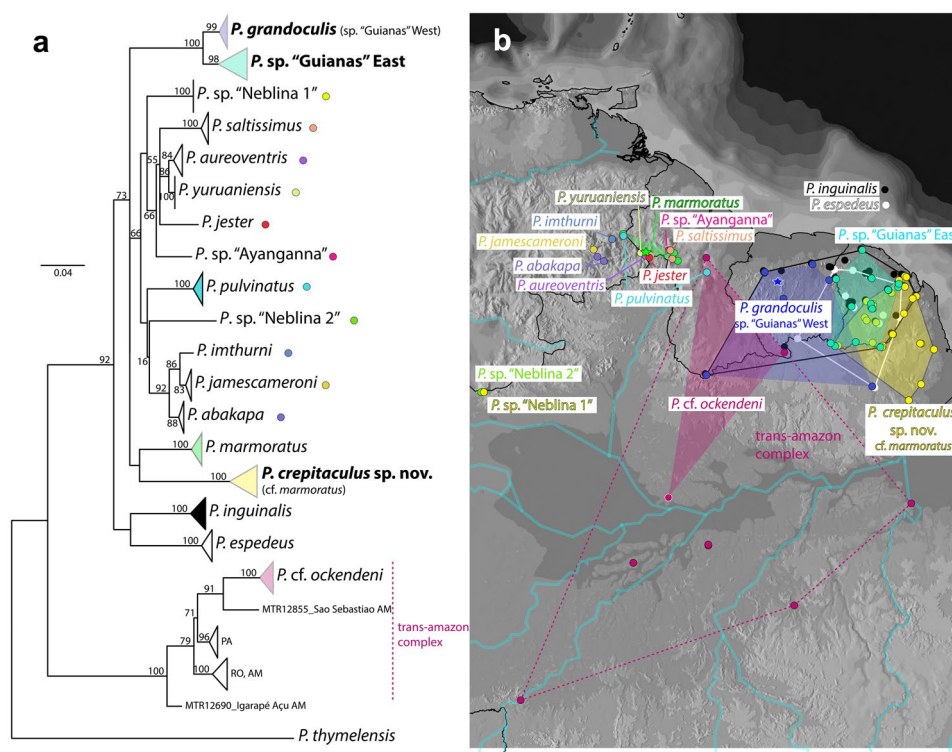 a
99
P. grandoculis (sp. "Guianas" West)
100
98
P. sp. "Guianas" East
100
P. sp. "Neblina 1"
100
P. saltissimus
55
84
P. aureoventris
86
100
P. yuruaniensis
73
66
66
P. jester
0.04
P. sp. "Ayanganna"
100
P. pulvinatus
P. sp. "Neblina 2"
16
86
P. imthurni
92
83
P. jamescameroni
92
88
P. abakapa
100
P. marmoratus
100
P. crepitaculus sp. nov.
(cf. marmoratus)
100
P. inguinalis
100
P. espedeus
100
P. cf. ockendeni
91
MTR12855_Sao Sebastiao AM
71
trans-amazon
complex
96
PA
79
100
RO, AM
100
MTR12690_Igarapé Açu AM
P. thymelensis
b
P. inguinalis
P. espedeus
P. yuruaniensis
P. marmoratus
P. imthurni
P. sp. "Ayanganna"
P. sp. "Guianas" East
P. jamescameroni
P. saltissimus
P. abakapa
P. jester
P. aureoventris
P. pulvinatus
P. grandoculis
sp. "Guianas" West
P. sp. "Neblina 2"
P. sp. "Neblina 1"
P. cf. ockendeni
P. crepitaculus
sp. nov.
cf. marmoratus
trans-amazon
complex